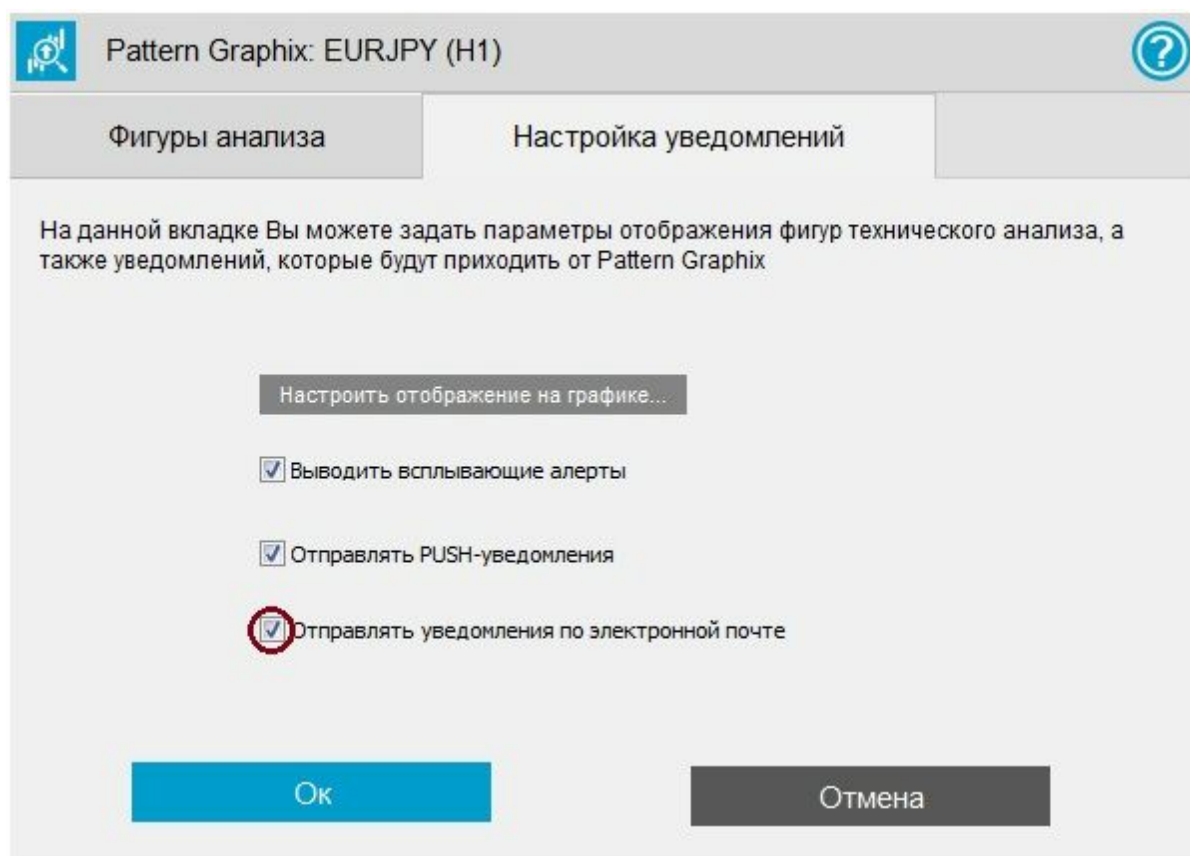 Pattern Graphix: EURJPY (H1)
?
Фигуры анализа
Настройка уведомлений
На данной вкладке Вы можете задать параметры отображения фигур технического анализа, а
также уведомлений, которые будут приходить от Pattern Graphix
Настроить отображение на графике...
Выводить всплывающие алерты
Отправлять PUSH-уведомления
Отправлять уведомления по электронной почте
Ок
Отмена